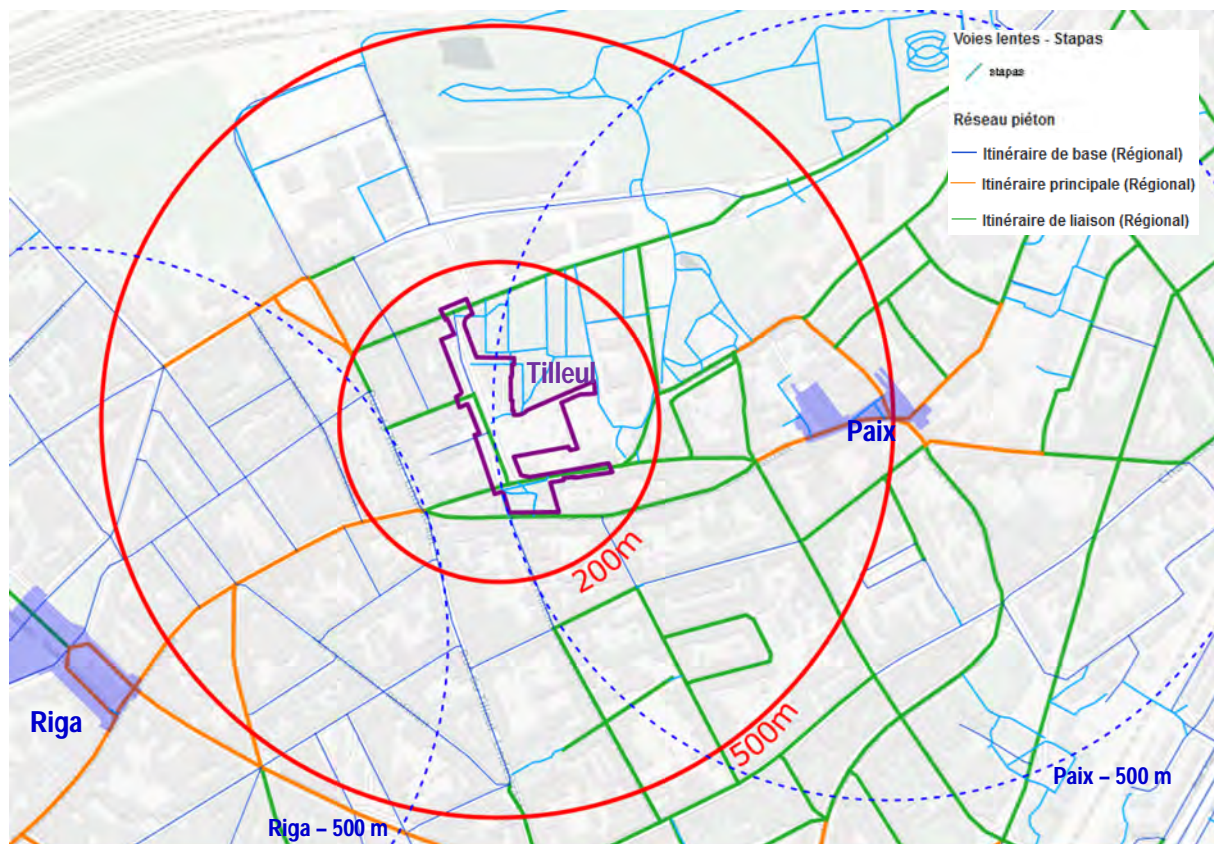 Voies lentes - Stapas
stapas
Réseau piéton
Itinéraire de base (Régional)
Itinéraire principale (Régional)
Itinéraire de liaison (Régional)
Tilleul
Paix
200m
Riga
500m
Paix – 500 m
Riga – 500 m